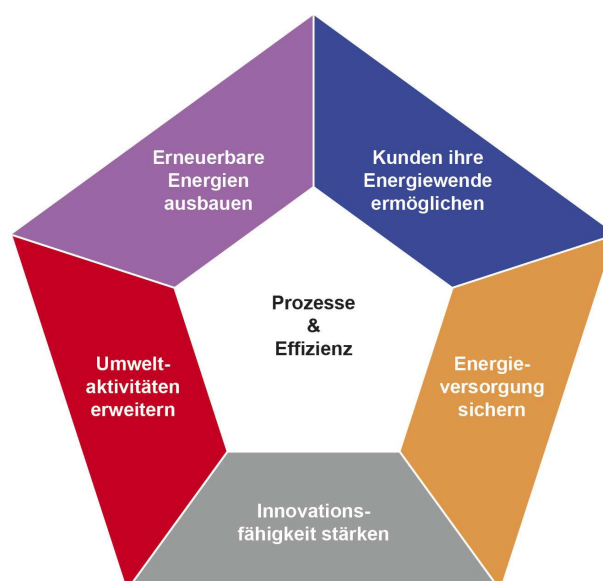 Erneuerbare
Energien
ausbauen
Kunden ihre
Energiewende
ermöglichen
Prozesse
&
Effizienz
Umwelt-
aktivitäten
erweitern
Energie-
versorgung
sichern
Innovations-
fähigkeit stärken